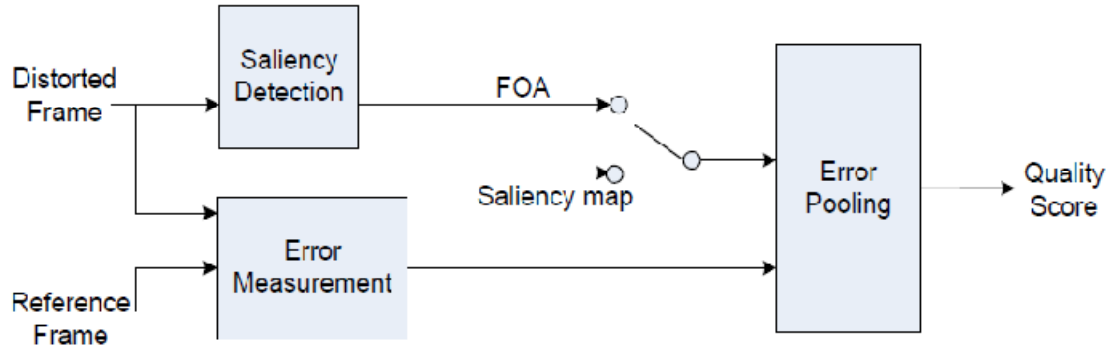 Saliency
Detection
Distorted
Frame
FOA
Saliency map
Error
Measurement
Reference
Frame
Error
Pooling
Quality
Score